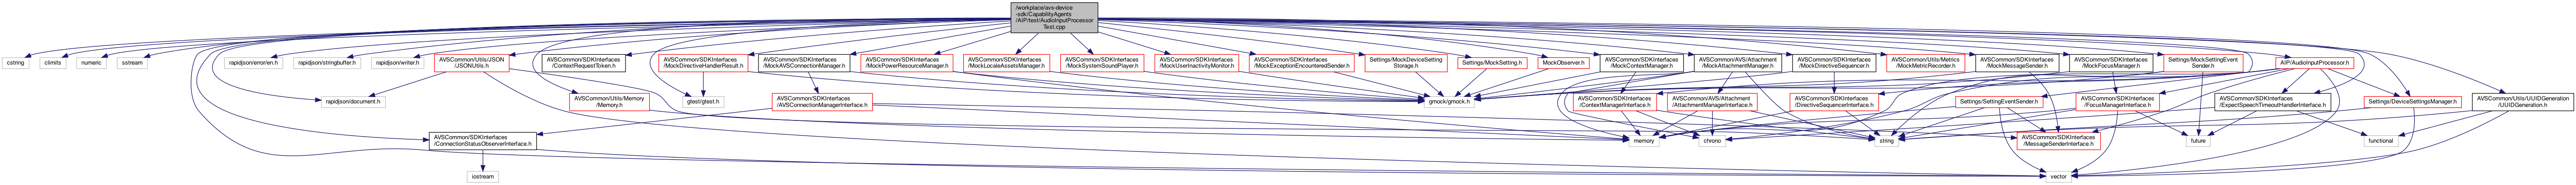 /workplace/avs-device
-sdk/CapabilityAgents
/AIP/test/AudioInputProcessor
Test.cpp
cstring
climits
numeric
sstream
rapidjson/error/en.h
rapidjson/stringbuffer.h
rapidjson/writer.h
AVSCommon/Utils/JSON
/JSONUtils.h
AVSCommon/SDKInterfaces
/ContextRequestToken.h
AVSCommon/SDKInterfaces
/MockDirectiveHandlerResult.h
AVSCommon/SDKInterfaces
/MockAVSConnectionManager.h
AVSCommon/SDKInterfaces
/MockPowerResourceManager.h
AVSCommon/SDKInterfaces
/MockLocaleAssetsManager.h
AVSCommon/SDKInterfaces
/MockSystemSoundPlayer.h
AVSCommon/SDKInterfaces
/MockUserInactivityMonitor.h
AVSCommon/SDKInterfaces
/MockExceptionEncounteredSender.h
Settings/MockDeviceSetting
Storage.h
Settings/MockSetting.h
MockObserver.h
AVSCommon/SDKInterfaces
/MockContextManager.h
AVSCommon/AVS/Attachment
/MockAttachmentManager.h
AVSCommon/SDKInterfaces
/MockDirectiveSequencer.h
AVSCommon/Utils/Metrics
/MockMetricRecorder.h
AVSCommon/SDKInterfaces
/MockMessageSender.h
AVSCommon/SDKInterfaces
/MockFocusManager.h
Settings/MockSettingEvent
Sender.h
AIP/AudioInputProcessor.h
rapidjson/document.h
AVSCommon/Utils/Memory
/Memory.h
gtest/gtest.h
AVSCommon/SDKInterfaces
/AVSConnectionManagerInterface.h
gmock/gmock.h
AVSCommon/SDKInterfaces
/ContextManagerInterface.h
AVSCommon/AVS/Attachment
/AttachmentManagerInterface.h
AVSCommon/SDKInterfaces
/DirectiveSequencerInterface.h
Settings/SettingEventSender.h
AVSCommon/SDKInterfaces
/FocusManagerInterface.h
AVSCommon/SDKInterfaces
/ExpectSpeechTimeoutHandlerInterface.h
Settings/DeviceSettingsManager.h
AVSCommon/Utils/UUIDGeneration
/UUIDGeneration.h
AVSCommon/SDKInterfaces
/ConnectionStatusObserverInterface.h
memory
chrono
string
AVSCommon/SDKInterfaces
/MessageSenderInterface.h
future
functional
iostream
vector